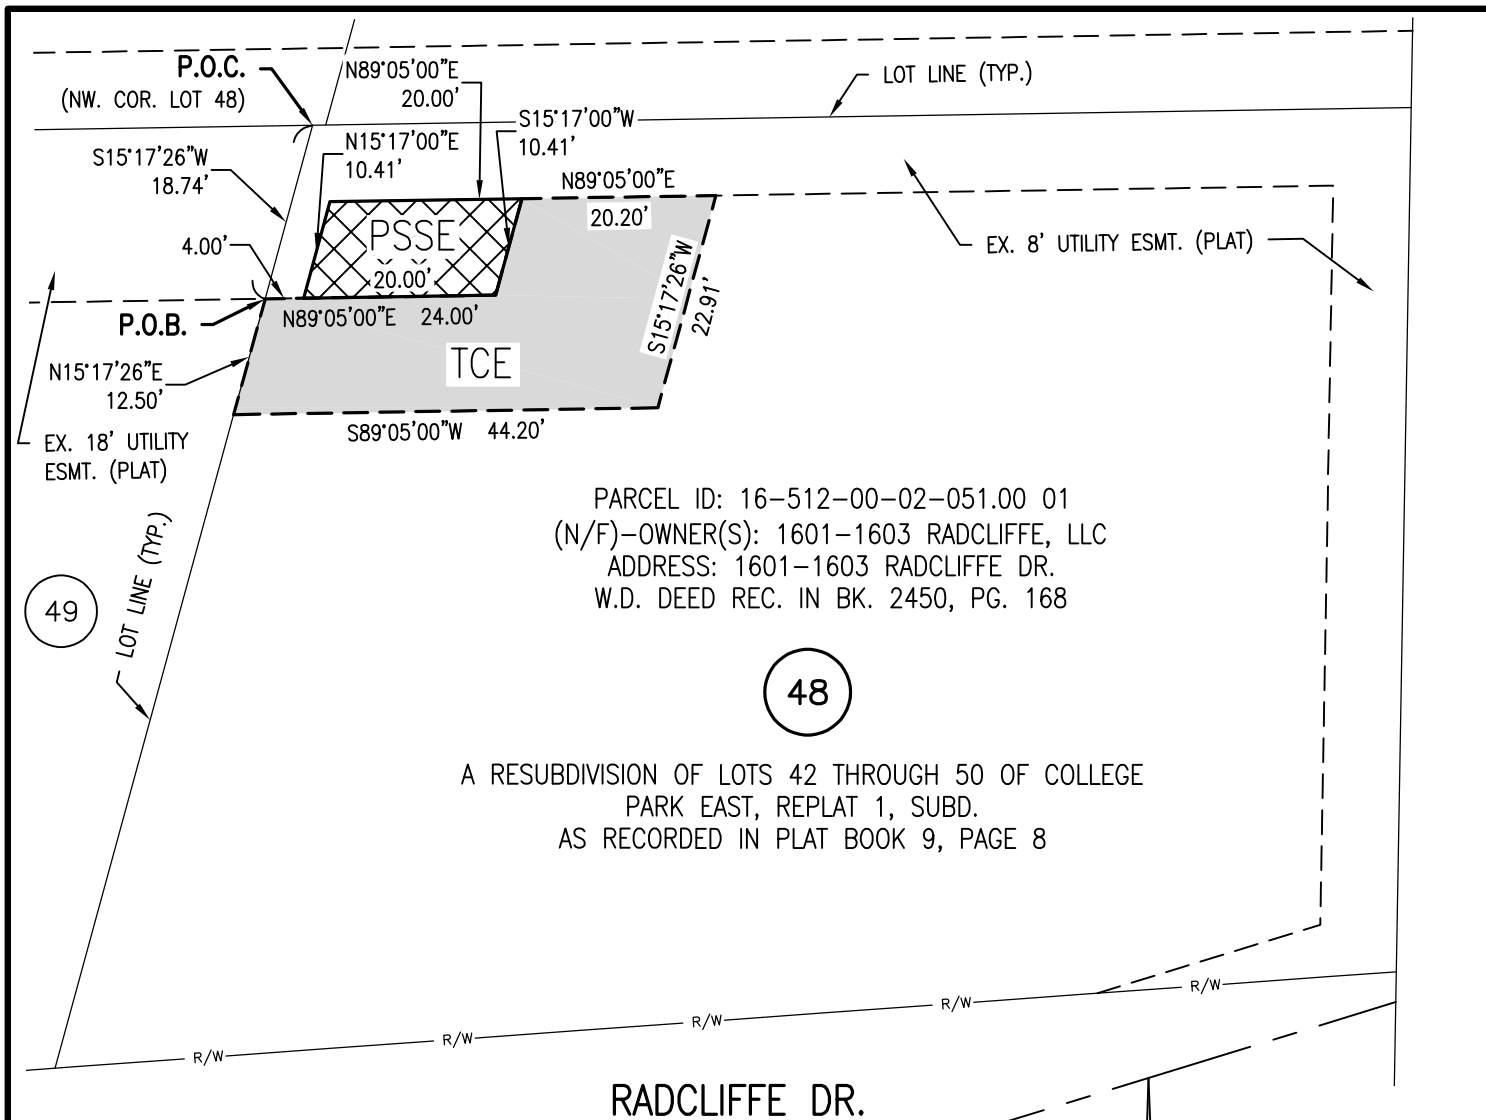 P.O.C.
(NW. COR. LOT 48)
N89°05'00"E
20.00'
LOT LINE (TYP.)
S15°17'00"W
10.41'
N15°17'00"E
10.41'
S15°17'26"W
18.74'
N89°05'00"E
20.20'
PSSE
20.00'
4.00'
EX. 8' UTILITY ESMT. (PLAT)
S15°17'26"W
22.91'
P.O.B.
N89°05'00"E 24.00'
TCE
N15°17'26"E
12.50'
S89°05'00"W 44.20'
EX. 18' UTILITY
ESMT. (PLAT)
PARCEL ID: 16-512-00-02-051.00 01
(N/F)-OWNER(S): 1601-1603 RADCLIFFE, LLC
ADDRESS: 1601-1603 RADCLIFFE DR.
W.D. DEED REC. IN BK. 2450, PG. 168
LOT LINE (TYP.)
49
48
A RESUBDIVISION OF LOTS 42 THROUGH 50 OF COLLEGE
PARK EAST, REPLAT 1, SUBD.
AS RECORDED IN PLAT BOOK 9, PAGE 8
R/W
R/W
R/W
R/W
R/W
RADCLIFFE DR.